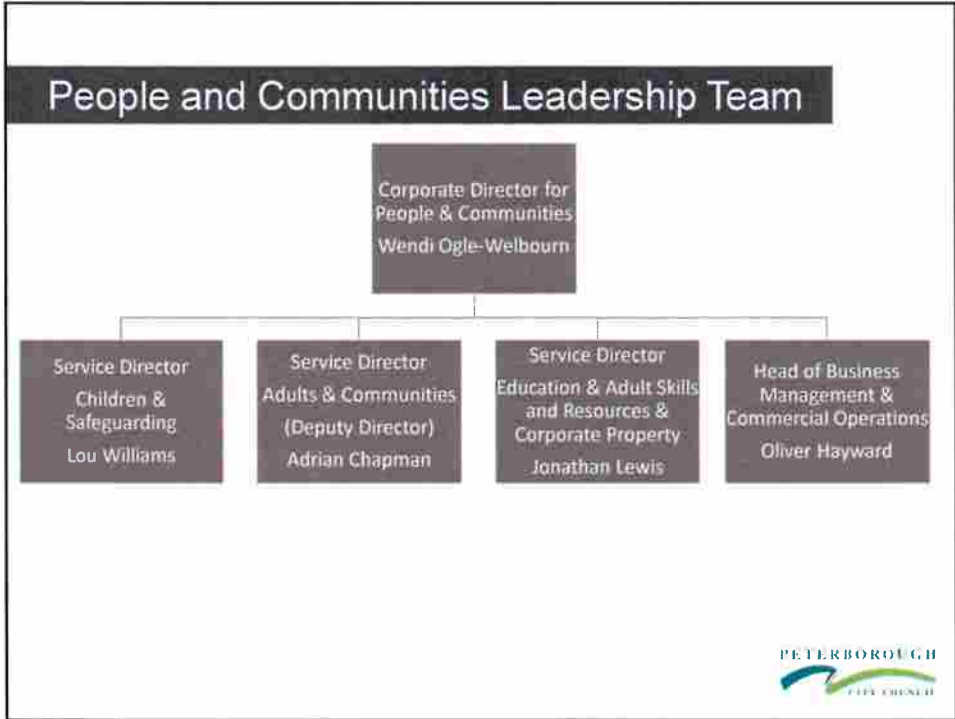 People and Communities Leadership Team
Corporate Director for
People & Communities
Wendi Ogle-Welbourn
Service Director
Children &
Safeguarding
Lou Williams
Service Director
Adults & Communities
(Deputy Director)
Adrian Chapman
Service Director
Education & Adult Skills
and Resources &
Corporate Property
Jonathan Lewis
Head of Business
Management &
Commercial Operations
Oliver Hayward
PETERBOROUGH
CITY COUNCIL